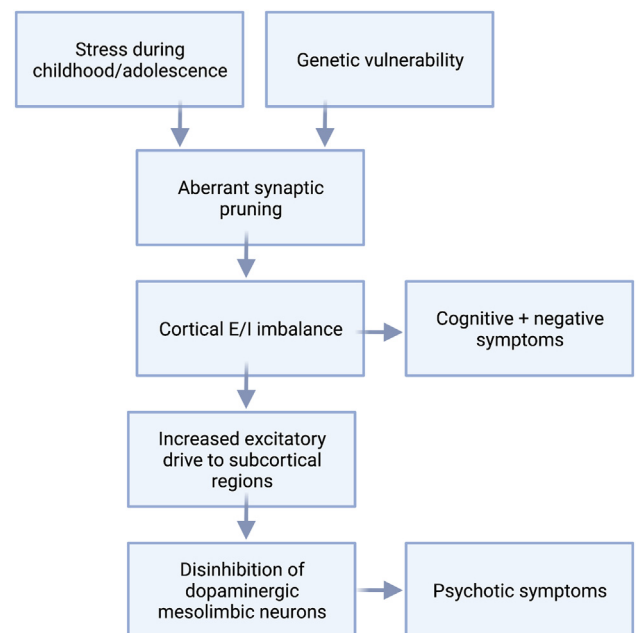 Stress during
childhood/adolescence
Genetic vulnerability
Aberrant synaptic
pruning
Cortical E/I imbalance
Cognitive + negative
symptoms
Increased excitatory
drive to subcortical
regions
Disinhibition of
dopaminergic
mesolimbic neurons
Psychotic symptoms